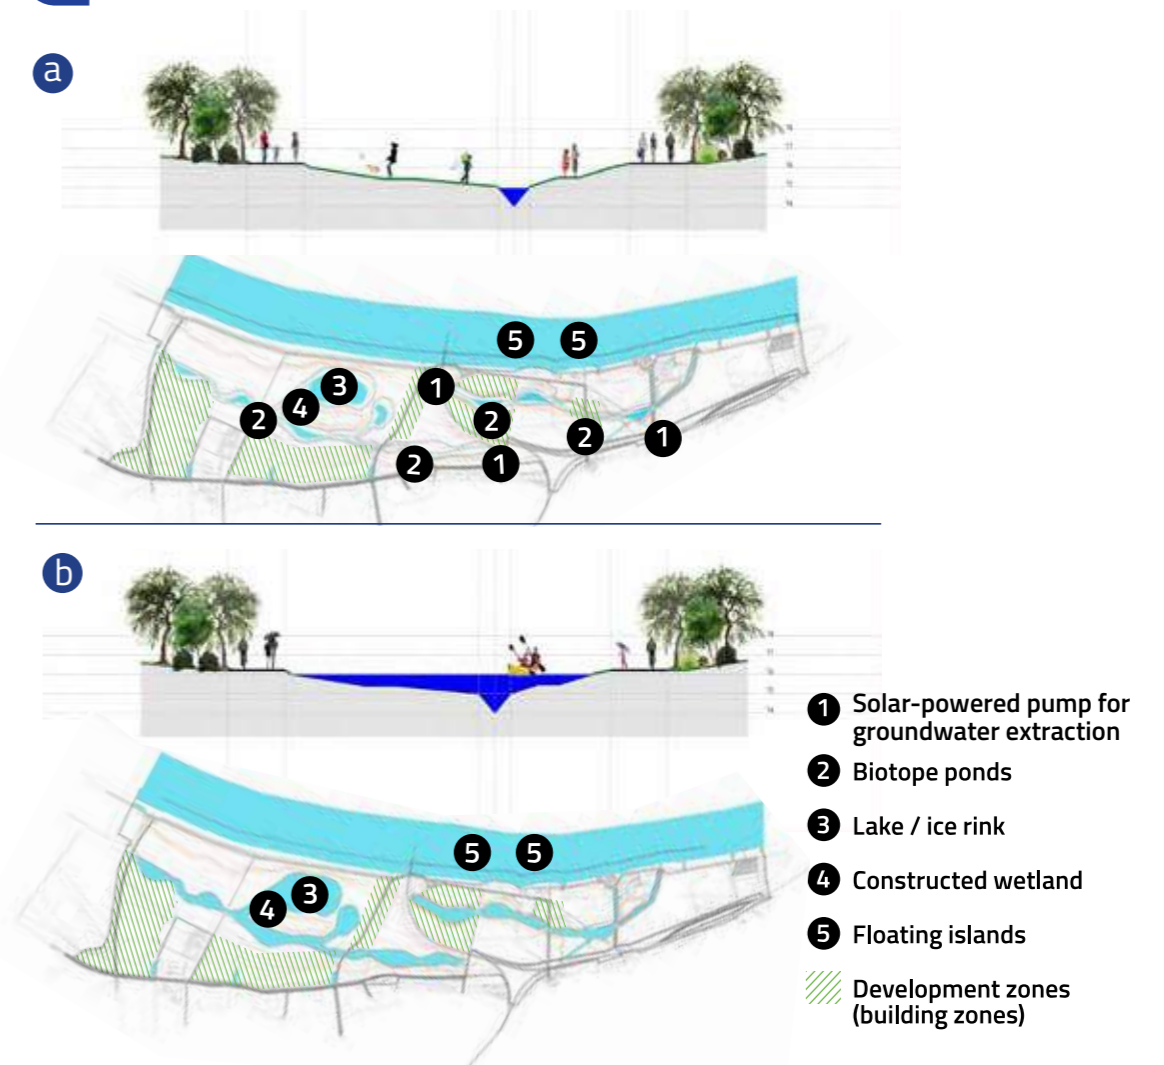 a
5
5
3
1
4
2
2
2
1
2
1
b
5
5
3
4
1 Solar-powered pump for
groundwater extraction
2 Biotope ponds
3 Lake / ice rink
4 Constructed wetland
5 Floating islands
Development zones
(building zones)